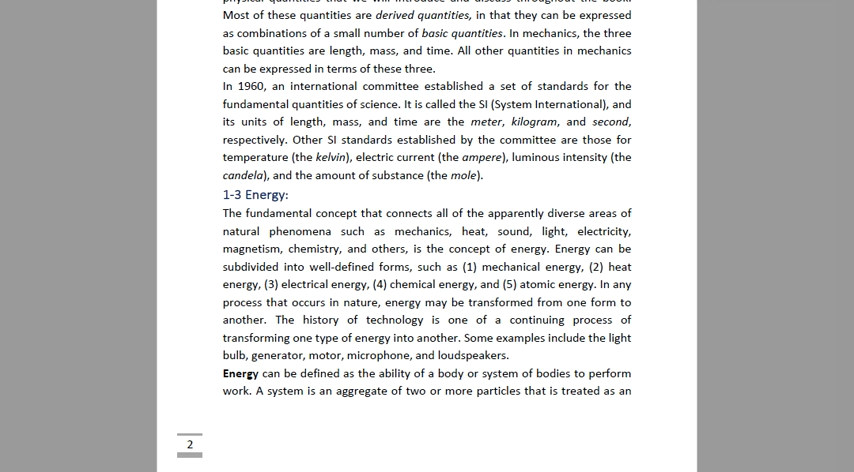 physical quantities that we will introduce and discuss throughout the book.
Most of these quantities are derived quantities, in that they can be expressed
as combinations of a small number of basic quantities. In mechanics, the three
basic quantities are length, mass, and time. All other quantities in mechanics
can be expressed in terms of these three.
In 1960, an international committee established a set of standards for the
fundamental quantities of science. It is called the SI (System International), and
its units of length, mass, and time are the meter, kilogram, and second,
respectively. Other SI standards established by the committee are those for
temperature (the kelvin), electric current (the ampere), luminous intensity (the
candela), and the amount of substance (the mole).
1-3 Energy:
The fundamental concept that connects all of the apparently diverse areas of
natural phenomena such as mechanics, heat, sound, light, electricity,
magnetism, chemistry, and others, is the concept of energy. Energy can be
subdivided into well-defined forms, such as (1) mechanical energy, (2) heat
energy, (3) electrical energy, (4) chemical energy, and (5) atomic energy. In any
process that occurs in nature, energy may be transformed from one form to
another. The history of technology is one of a continuing process of
transforming one type of energy into another. Some examples include the light
bulb, generator, motor, microphone, and loudspeakers.
Energy can be defined as the ability of a body or system of bodies to perform
work. A system is an aggregate of two or more particles that is treated as an
2